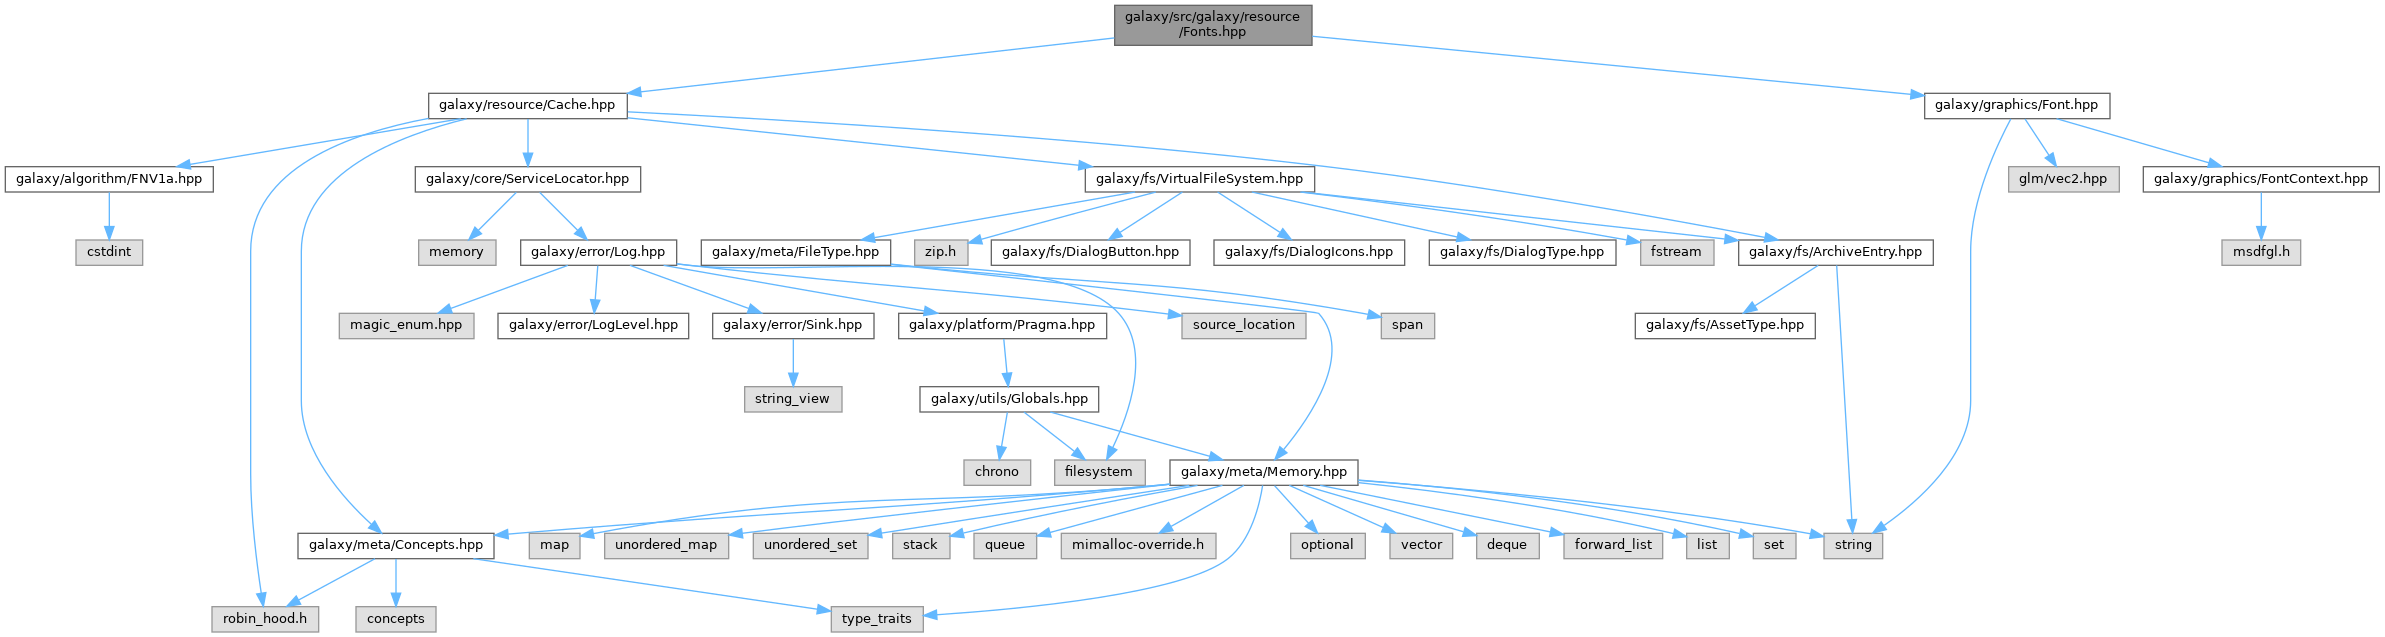 galaxy/src/galaxy/resource
/Fonts.hpp
galaxy/resource/Cache.hpp
galaxy/graphics/Font.hpp
galaxy/algorithm/FNV1a.hpp
galaxy/core/ServiceLocator.hpp
galaxy/fs/VirtualFileSystem.hpp
glm/vec2.hpp
galaxy/graphics/FontContext.hpp
cstdint
memory
galaxy/error/Log.hpp
galaxy/meta/FileType.hpp
zip.h
galaxy/fs/DialogButton.hpp
galaxy/fs/DialogIcons.hpp
galaxy/fs/DialogType.hpp
fstream
galaxy/fs/ArchiveEntry.hpp
msdfgl.h
magic_enum.hpp
galaxy/error/LogLevel.hpp
galaxy/error/Sink.hpp
galaxy/platform/Pragma.hpp
source_location
span
galaxy/fs/AssetType.hpp
string_view
galaxy/utils/Globals.hpp
chrono
filesystem
galaxy/meta/Memory.hpp
galaxy/meta/Concepts.hpp
map
unordered_map
unordered_set
stack
queue
mimalloc-override.h
optional
vector
deque
forward_list
list
set
string
robin_hood.h
concepts
type_traits